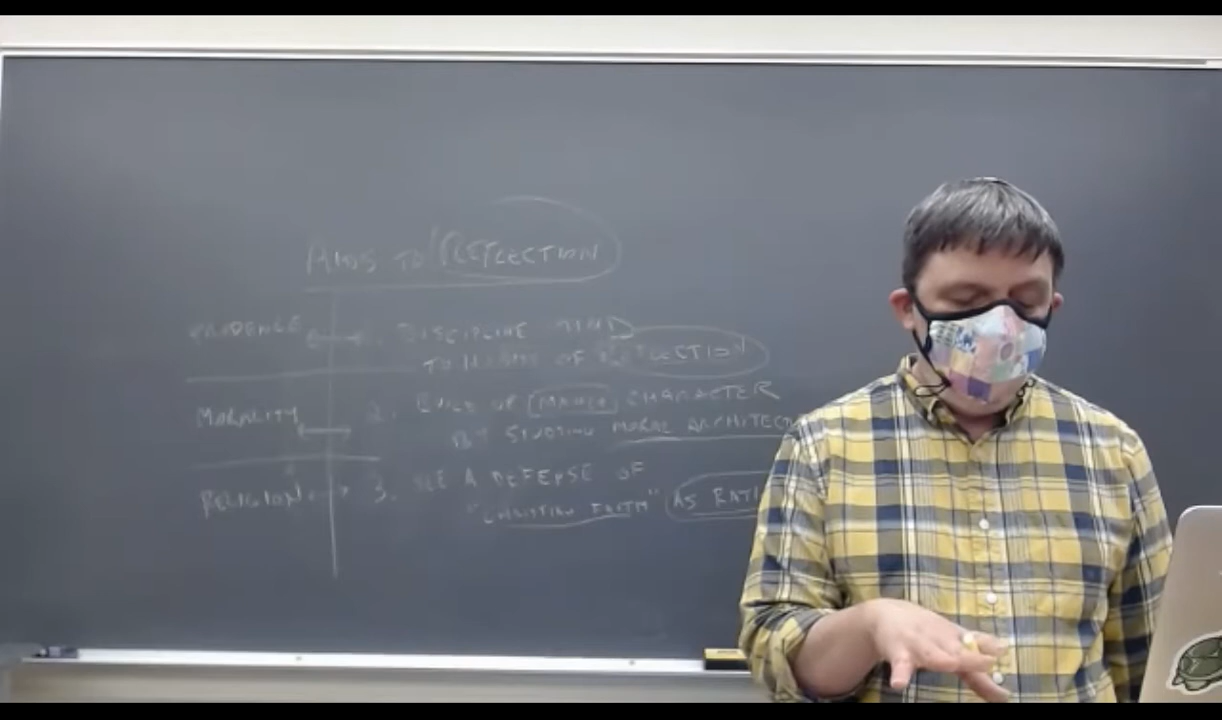 AIDS TO REFLECTION
PRUDENCE 1. DISCIPLINE MIND
TO HABITS OF REFLECTION
MORALITY 2. BUILD UP CHARACTER
BY STUDYING MORAL ARCHITECT
RELIGION 3. SEE A DEFENSE OF
"CHRISTIAN FAITH" AS RATI